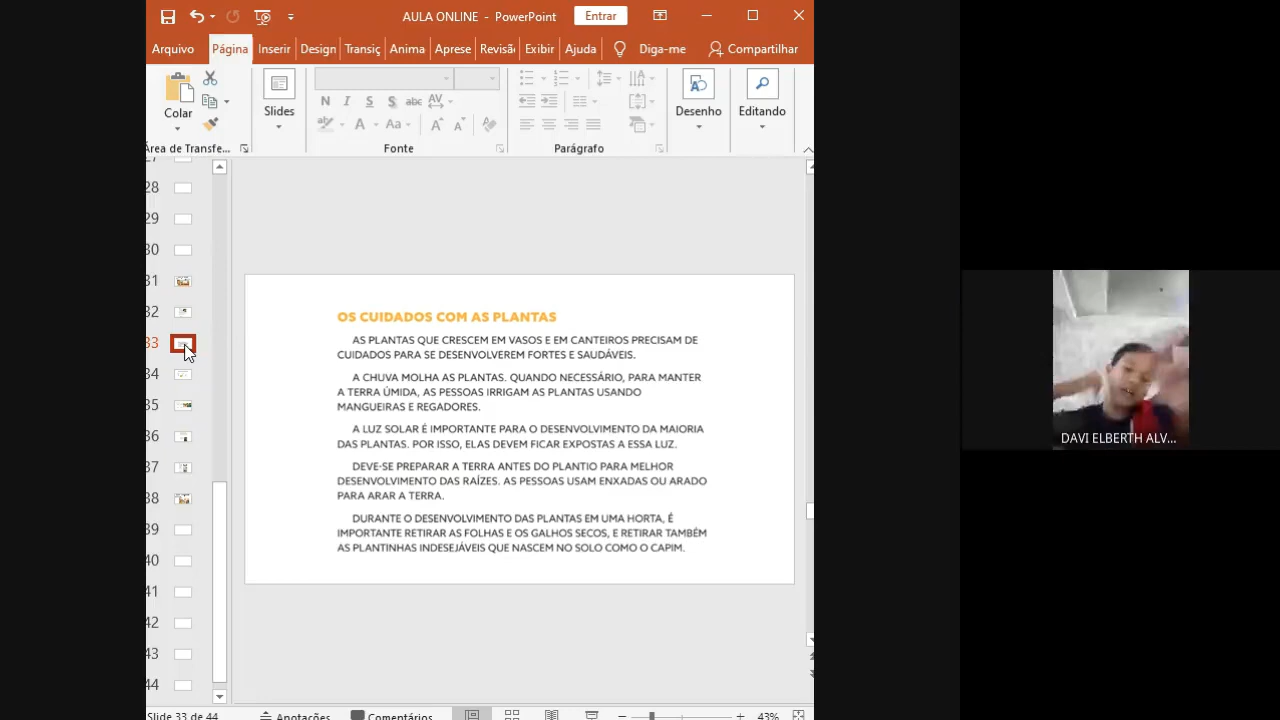 AULA ONLINE - PowerPoint
Entrar
Arquivo
Página
Inserir
Design
Transiç
Anima
Aprese
Revisã
Exibir
Ajuda
Diga-me
Compartilhar
Colar
Slides
N I S S abc AV
A Aa A A
Desenho
Editando
Área de Transfe...
Fonte
Parágrafo
28
29
30
31
32
33
34
35
36
37
38
39
40
41
42
43
44
OS CUIDADOS COM AS PLANTAS
AS PLANTAS QUE CRESCEM EM VASOS E EM CANTEIROS PRECISAM DE
CUIDADOS PARA SE DESENVOLVEREM FORTES E SAUDÁVEIS.
A CHUVA MOLHA AS PLANTAS. QUANDO NECESSÁRIO, PARA MANTER
A TERRA ÚMIDA, AS PESSOAS IRRIGAM AS PLANTAS USANDO
MANGUEIRAS E REGADORES.
A LUZ SOLAR É IMPORTANTE PARA O DESENVOLVIMENTO DA MAIORIA
DAS PLANTAS. POR ISSO, ELAS DEVEM FICAR EXPOSTAS A ESSA LUZ.
DEVE-SE PREPARAR A TERRA ANTES DO PLANTIO PARA MELHOR
DESENVOLVIMENTO DAS RAÍZES. AS PESSOAS USAM ENXADAS OU ARADO
PARA ARAR A TERRA.
DURANTE O DESENVOLVIMENTO DAS PLANTAS EM UMA HORTA, É
IMPORTANTE RETIRAR AS FOLHAS E OS GALHOS SECOS, E RETIRAR TAMBÉM
AS PLANTINHAS INDESEJÁVEIS QUE NASCEM NO SOLO COMO O CAPIM.
DAVI ELBERTH ALV...
Slide 33 de 44
Anotações
Comentários
43%